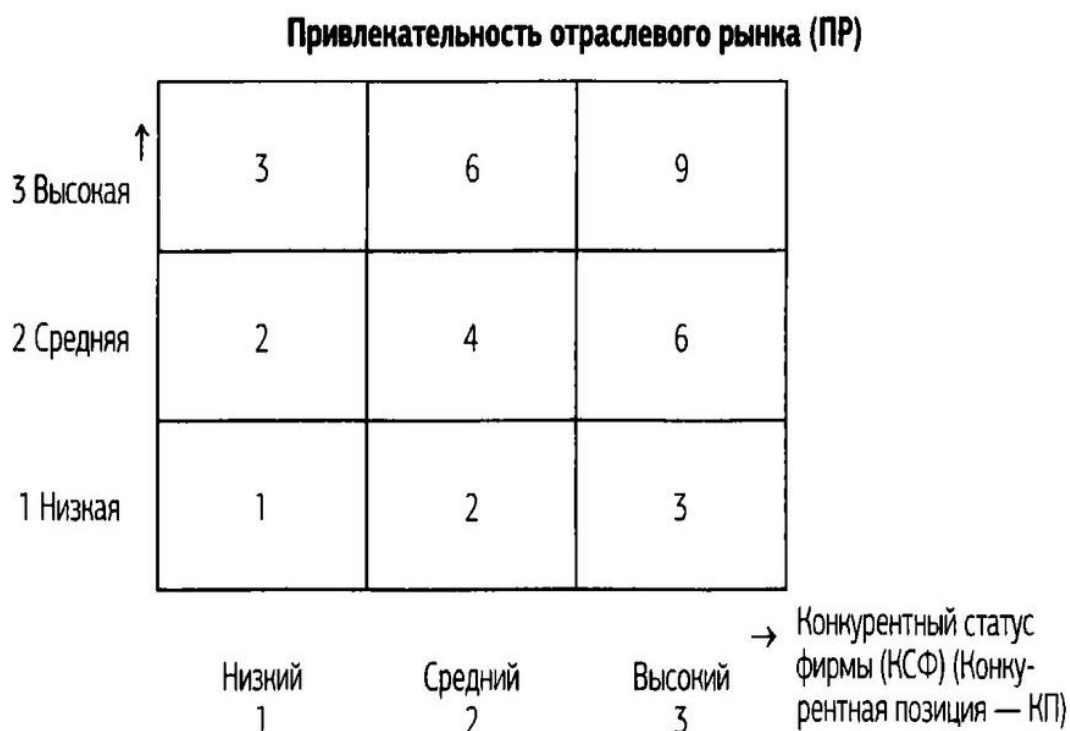 Привлекательность отраслевого рынка (ПР)
↑
3 Высокая 3 6 9
2 Средняя 2 4 6
1 Низкая 1 2 3
→ Конкурентный статус
фирмы (КСФ) (Конку-
рентная позиция — КП)
Низкий Средний Высокий
1 2 3